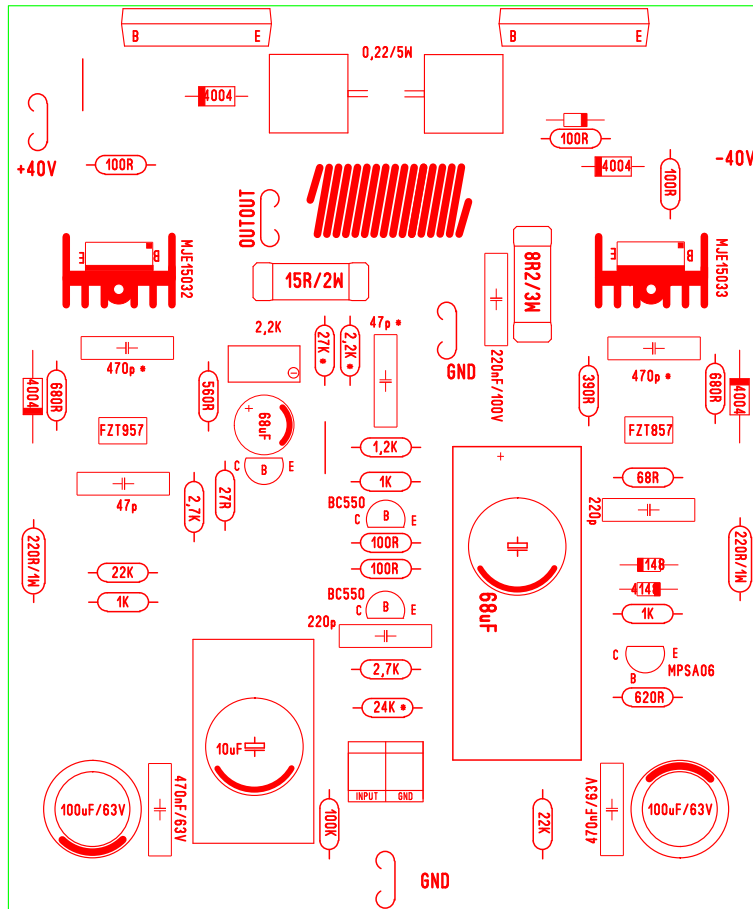 B E
B E
0,22/5W
4004
100R
+40V
100R
4004
-40V
100R
OUTOUT
MJE15032
E B
MJE15033
E B
15R/2W
8R2/3W
2,2K
27K *
2,2K *
47p *
GND
220nF/100V
470p *
470p *
4004
680R
560R
68uF
+
390R
680R
4004
FZT957
FZT857
C B E
1,2K
+
47p
2,7K
27R
1K
68R
BC550
C B E
220p
220R/1W
100R
220R/1W
22K
100R
148
1K
BC550
4148
68uF
C B E
1K
220p
C E
B
MPSA06
2,7K
620R
24K *
10uF
INPUT GND
100uF/63V
470nF/63V
100K
22K
470nF/63V
100uF/63V
GND